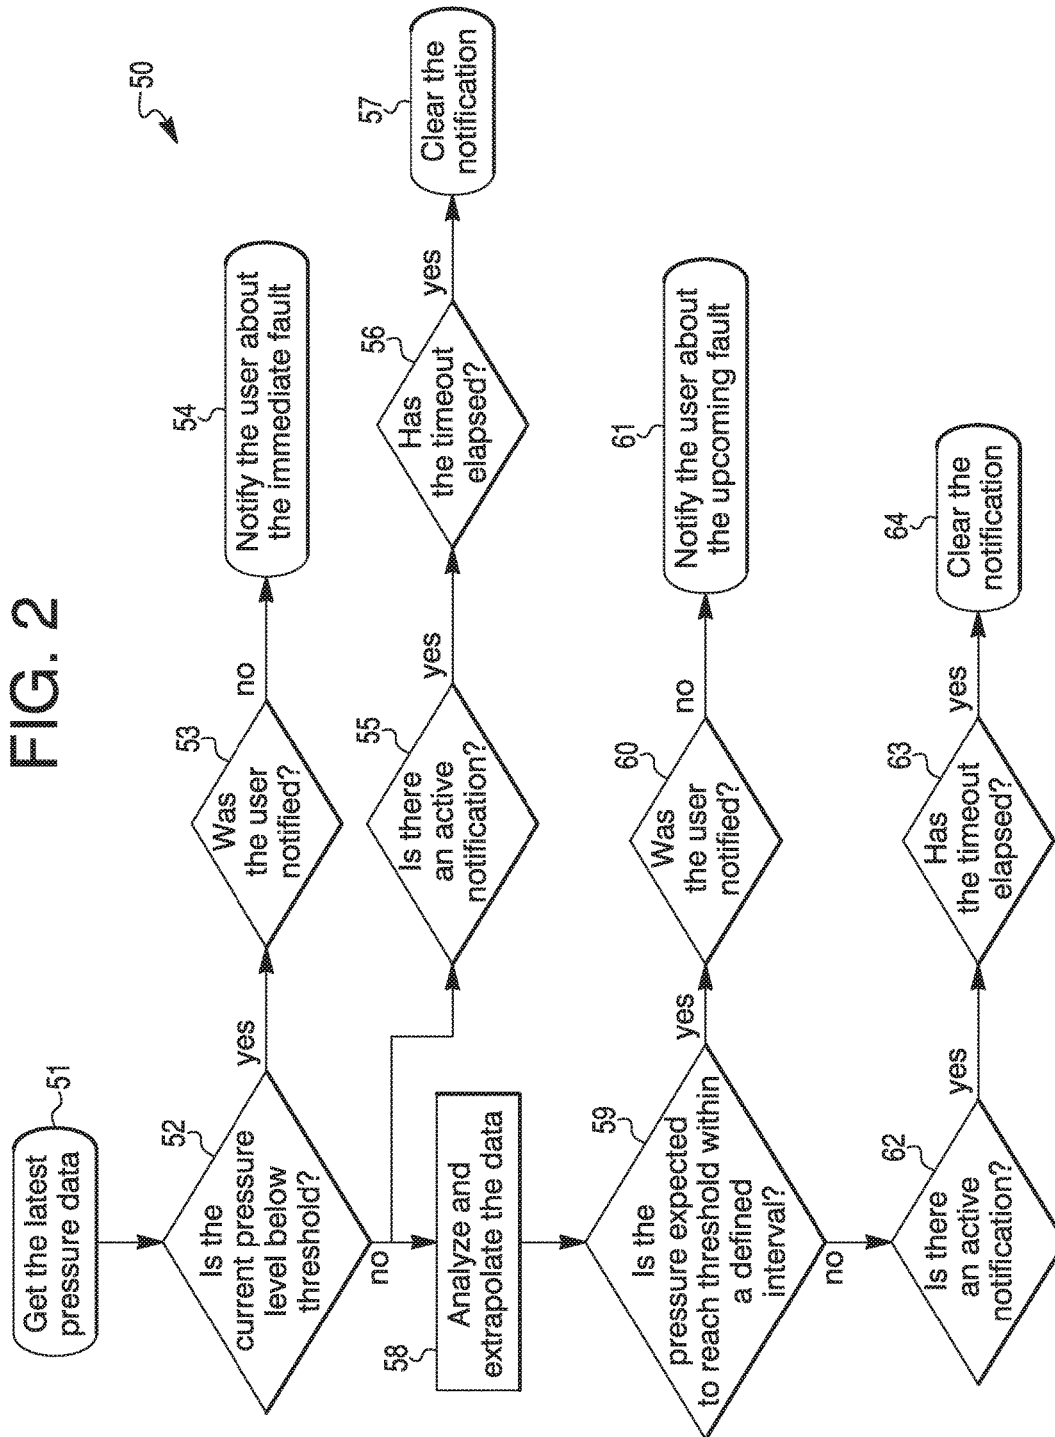 FIG. 2
50
51
Get the latest
pressure data
52
Is the
current pressure
level below
threshold?
yes
no
53
Was
the user
notified?
no
54
Notify the user about
the immediate fault
55
Is there
an active
notification?
yes
56
Has
the timeout
elapsed?
yes
57
Clear the
notification
58
Analyze and
extrapolate the data
59
Is the
pressure expected
to reach threshold within
a defined
interval?
yes
no
60
Was
the user
notified?
no
61
Notify the user about
the upcoming fault
62
Is there
an active
notification?
yes
63
Has
the timeout
elapsed?
yes
64
Clear the
notification